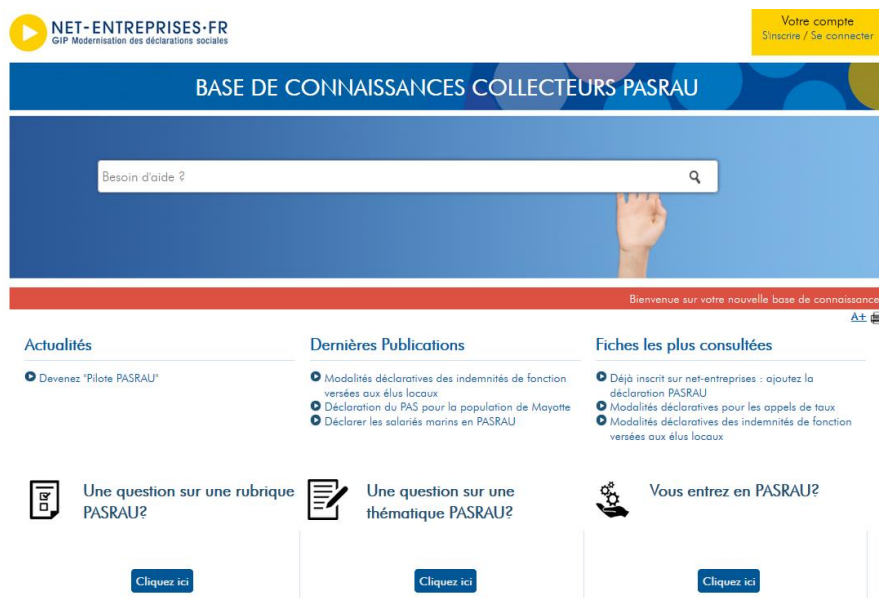 NET-ENTREPRISES·FR
GIP Modernisation des déclarations sociales
Votre compte
S'inscrire / Se connecter
BASE DE CONNAISSANCES COLLECTEURS PASRAU
Besoin d'aide ?
Bienvenue sur votre nouvelle base de connaissance
A+
Actualités
Devenez "Pilote PASRAU"
Dernières Publications
Modalités déclaratives des indemnités de fonction
versées aux élus locaux
Déclaration du PAS pour la population de Mayotte
Déclarer les salariés marins en PASRAU
Fiches les plus consultées
Déjà inscrit sur net-entreprises : ajoutez la
déclaration PASRAU
Modalités déclaratives pour les appels de taux
Modalités déclaratives des indemnités de fonction
versées aux élus locaux
Une question sur une rubrique
PASRAU?
Une question sur une
thématique PASRAU?
Vous entrez en PASRAU?
Cliquez ici
Cliquez ici
Cliquez ici